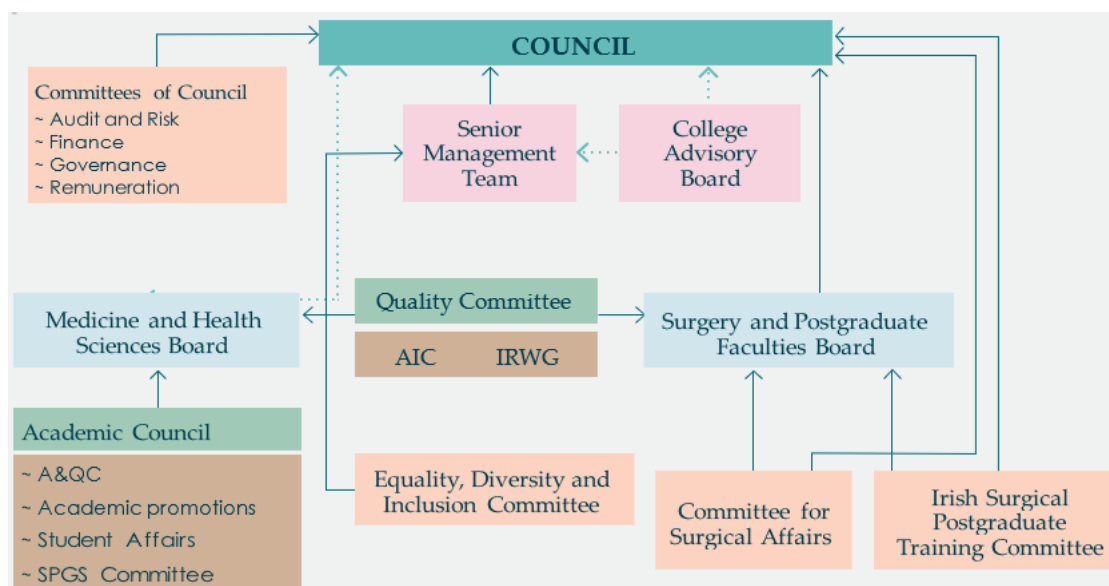 COUNCIL
Committees of Council
~ Audit and Risk
~ Finance
~ Governance
~ Remuneration
Senior
Management
Team
College
Advisory
Board
Medicine and Health
Sciences Board
Quality Committee
AIC IRWG
Surgery and Postgraduate
Faculties Board
Academic Council
~ A&QC
~ Academic promotions
~ Student Affairs
~ SPGS Committee
Equality, Diversity and
Inclusion Committee
Committee for
Surgical Affairs
Irish Surgical
Postgraduate
Training Committee